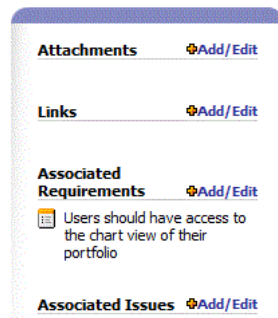 Attachments Add/Edit
Links Add/Edit
Associated
Requirements Add/Edit
Users should have access to
the chart view of their
portfolio
Associated Issues Add/Edit